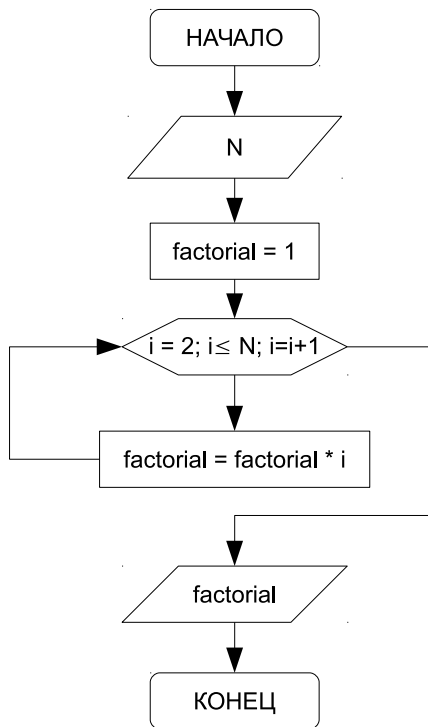 НАЧАЛО
N
factorial = 1
i = 2; i≤ N; i=i+1
factorial = factorial * i
factorial
КОНЕЦ